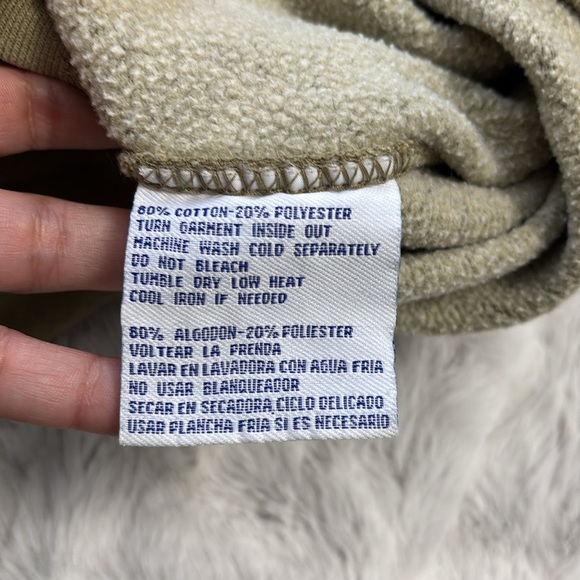 80% COTTON-20% POLYESTER
TURN GARMENT INSIDE OUT
MACHINE WASH COLD SEPARATELY
DO NOT BLEACH
TUMBLE DRY LOW HEAT
COOL IRON IF NEEDED
80% ALGODON-20% POLIESTER
VOLTEAR LA PRENDA
LAVAR EN LAVADORA CON AGUA FRIA
NO USAR BLANQUEADOR
SECAR EN SECADORA, CICLO DELICADO
USAR PLANCHA FRIA SI ES NECESARIO